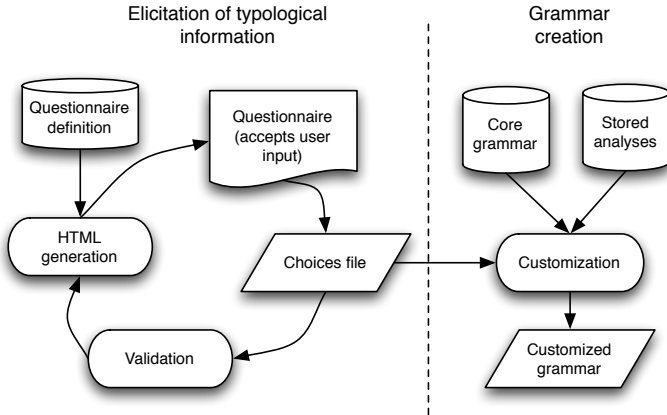 Elicitation of typological
information
Grammar
creation
Questionnaire
definition
Questionnaire
(accepts user
input)
Core
grammar
Stored
analyses
HTML
generation
Choices file
Customization
Validation
Customized
grammar